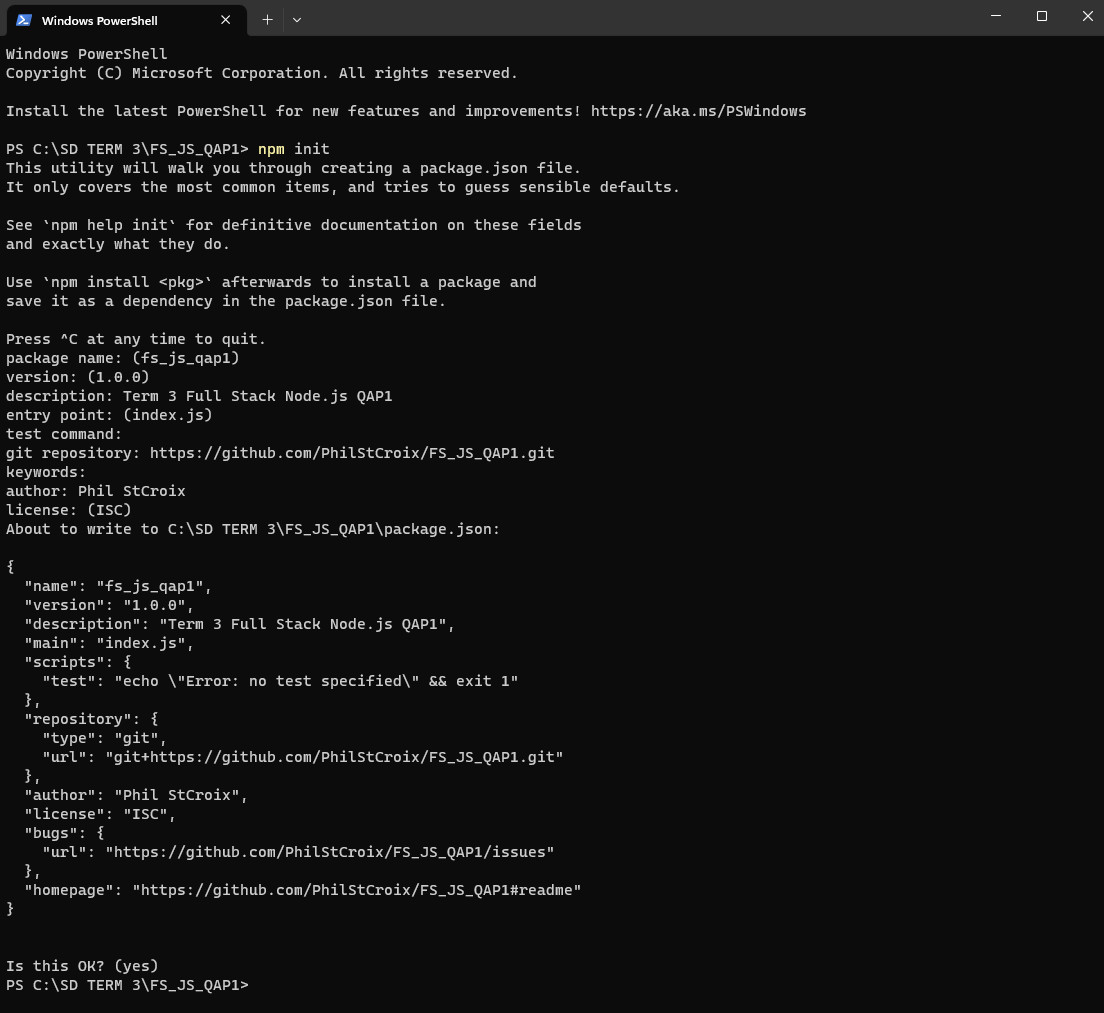 Windows PowerShell
Windows PowerShell
Copyright (C) Microsoft Corporation. All rights reserved.
Install the latest PowerShell for new features and improvements! https://aka.ms/PSWindows
PS C:\SD TERM 3\FS_JS_QAP1> npm init
This utility will walk you through creating a package.json file.
It only covers the most common items, and tries to guess sensible defaults.
See `npm help init` for definitive documentation on these fields
and exactly what they do.
Use `npm install <pkg>` afterwards to install a package and
save it as a dependency in the package.json file.
Press ^C at any time to quit.
package name: (fs_js_qap1)
version: (1.0.0)
description: Term 3 Full Stack Node.js QAP1
entry point: (index.js)
test command:
git repository: https://github.com/PhilStCroix/FS_JS_QAP1.git
keywords:
author: Phil StCroix
license: (ISC)
About to write to C:\SD TERM 3\FS_JS_QAP1\package.json:
{
  "name": "fs_js_qap1",
  "version": "1.0.0",
  "description": "Term 3 Full Stack Node.js QAP1",
  "main": "index.js",
  "scripts": {
    "test": "echo \"Error: no test specified\" && exit 1"
  },
  "repository": {
    "type": "git",
    "url": "git+https://github.com/PhilStCroix/FS_JS_QAP1.git"
  },
  "author": "Phil StCroix",
  "license": "ISC",
  "bugs": {
    "url": "https://github.com/PhilStCroix/FS_JS_QAP1/issues"
  },
  "homepage": "https://github.com/PhilStCroix/FS_JS_QAP1#readme"
}
Is this OK? (yes)
PS C:\SD TERM 3\FS_JS_QAP1>